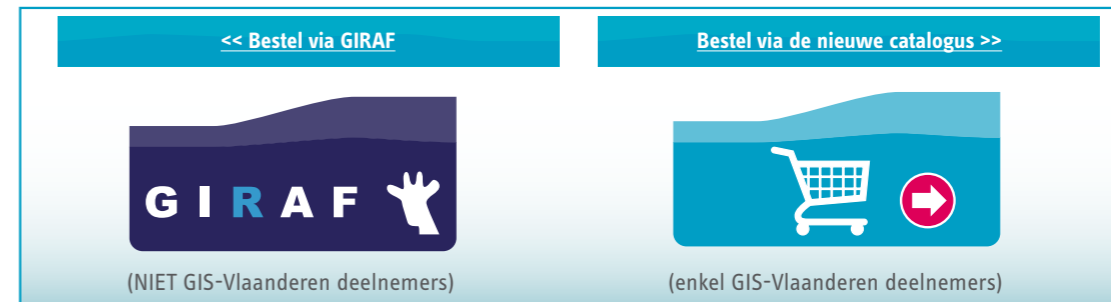 << Bestel via GIRAF
Bestel via de nieuwe catalogus >>
GIRAF
(NIET GIS-Vlaanderen deelnemers)
(enkel GIS-Vlaanderen deelnemers)